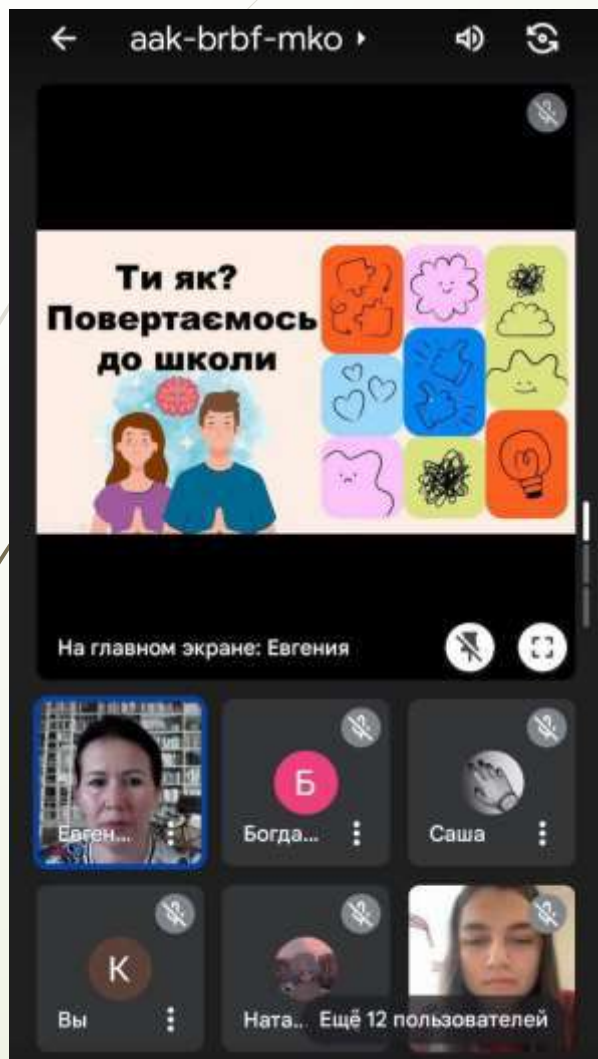 aak-brbf-mko
Ти як?
Повертаємось
до школи
На главном экране: Евгения
Евген...
Богда...
Б
Саша
К
Вы
Ната...
Ещё 12 пользователей